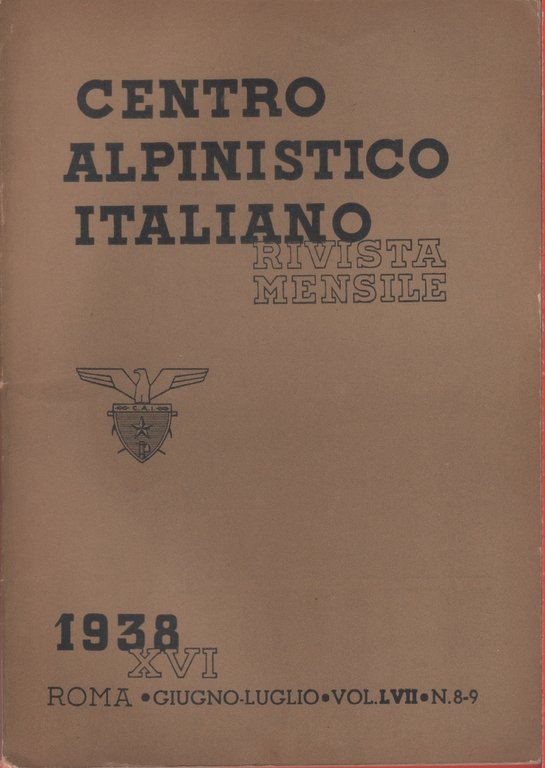 CENTRO
ALPINISTICO
ITALIANO
RIVISTA
MENSILE
C.A.I.
1938
XVI
ROMA • GIUGNO-LUGLIO • VOL. LVII • N. 8-9